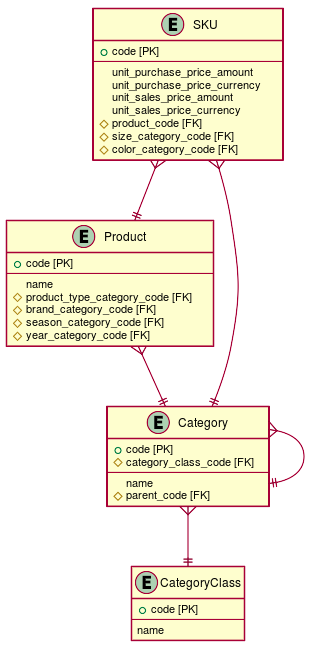 E SKU
code [PK]
unit_purchase_price_amount
unit_purchase_price_currency
unit_sales_price_amount
unit_sales_price_currency
product_code [FK]
size_category_code [FK]
color_category_code [FK]
E Product
code [PK]
name
product_type_category_code [FK]
brand_category_code [FK]
season_category_code [FK]
year_category_code [FK]
E Category
code [PK]
category_class_code [FK]
name
parent_code [FK]
E CategoryClass
code [PK]
name